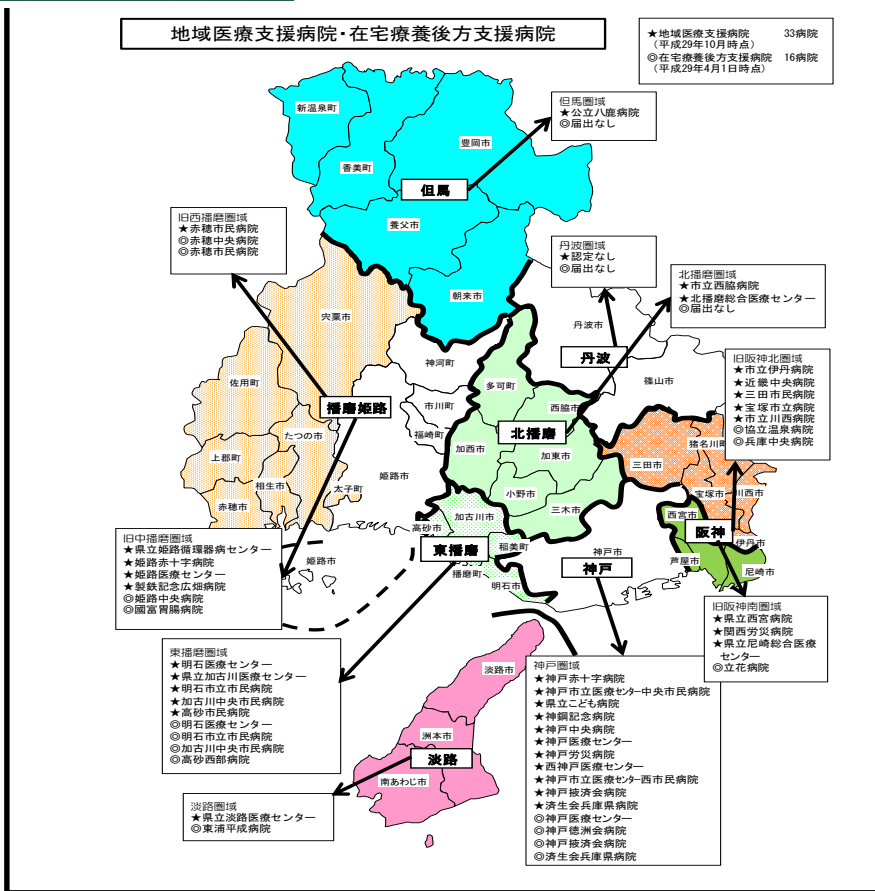 地域医療支援病院・在宅療養後方支援病院
★地域医療支援病院 33病院
（平成29年10月時点）
◎在宅療養後方支援病院 16病院
（平成29年4月1日時点）
但馬圏域
★公立八鹿病院
◎届出なし
新温泉町
豊岡市
香美町
但馬
養父市
朝来市
旧西播磨圏域
★赤穂市民病院
◎赤穂中央病院
◎赤穂市民病院
丹波圏域
★認定なし
◎届出なし
北播磨圏域
★市立西脇病院
★北播磨総合医療センター
◎届出なし
宍粟市
丹波市
神河町
丹波
篠山市
佐用町
多可町
旧阪神北圏域
★市立伊丹病院
★近畿中央病院
★三田市民病院
★宝塚市立病院
★市立川西病院
◎協立温泉病院
◎兵庫中央病院
市川町
西脇市
播磨姫路
福崎町
北播磨
たつの市
猪名川町
上郡町
加西市
加東市
三田市
姫路市
相生市
太子町
小野市
宝塚市
川西市
赤穂市
三木市
西宮市
加古川市
高砂市
阪神
稲美町
伊丹市
東播磨
神戸市
芦屋市
姫路市
神戸
播磨町
尼崎市
明石市
旧中播磨圏域
★県立姫路循環器病センター
★姫路赤十字病院
★姫路医療センター
★製鉄記念広畑病院
◎姫路中央病院
◎國富胃腸病院
旧阪神南圏域
★県立西宮病院
★関西労災病院
★県立尼崎総合医療
センター
◎立花病院
東播磨圏域
★明石医療センター
★県立加古川医療センター
★明石市立市民病院
★加古川中央市民病院
★高砂市民病院
◎明石医療センター
◎明石市立市民病院
◎加古川中央市民病院
◎高砂西部病院
神戸圏域
★神戸赤十字病院
★神戸市立医療センター中央市民病院
★県立こども病院
★神鋼記念病院
★神戸中央病院
★神戸医療センター
★神戸労災病院
★西神戸医療センター
★神戸市立医療センター西市民病院
★神戸掖済会病院
★済生会兵庫県病院
◎神戸医療センター
◎神戸徳洲会病院
◎神戸掖済会病院
◎済生会兵庫県病院
淡路市
洲本市
淡路
南あわじ市
淡路圏域
★県立淡路医療センター
◎東浦平成病院